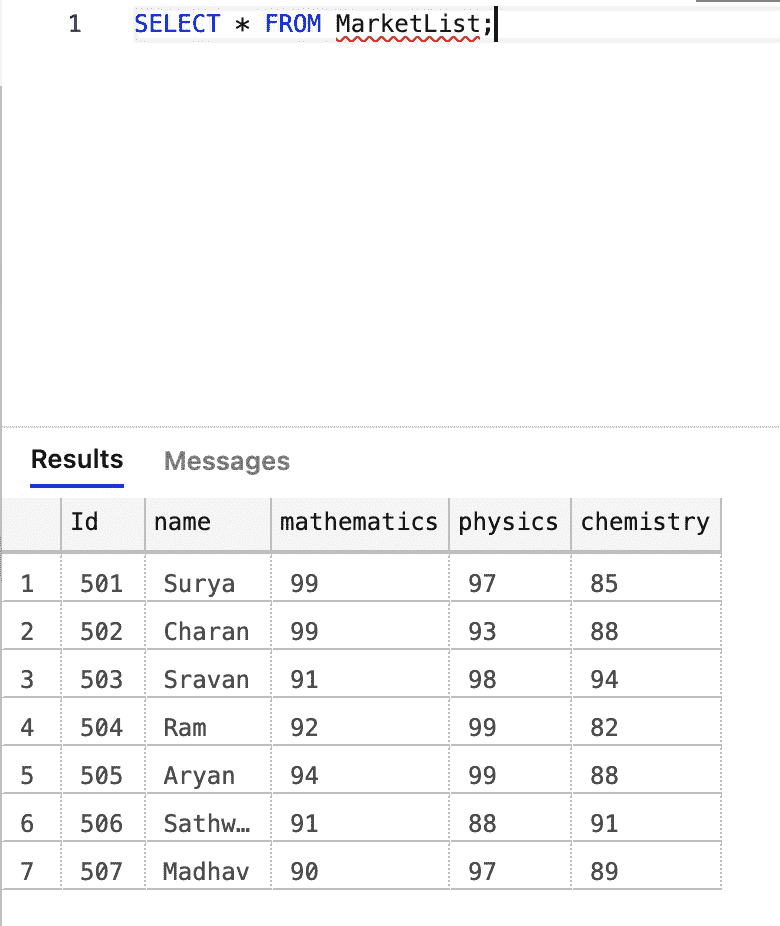 1 SELECT * FROM MarketList;
Results Messages
Id name mathematics physics chemistry
1 501 Surya 99 97 85
2 502 Charan 99 93 88
3 503 Sravan 91 98 94
4 504 Ram 92 99 82
5 505 Aryan 94 99 88
6 506 Sathw… 91 88 91
7 507 Madhav 90 97 89